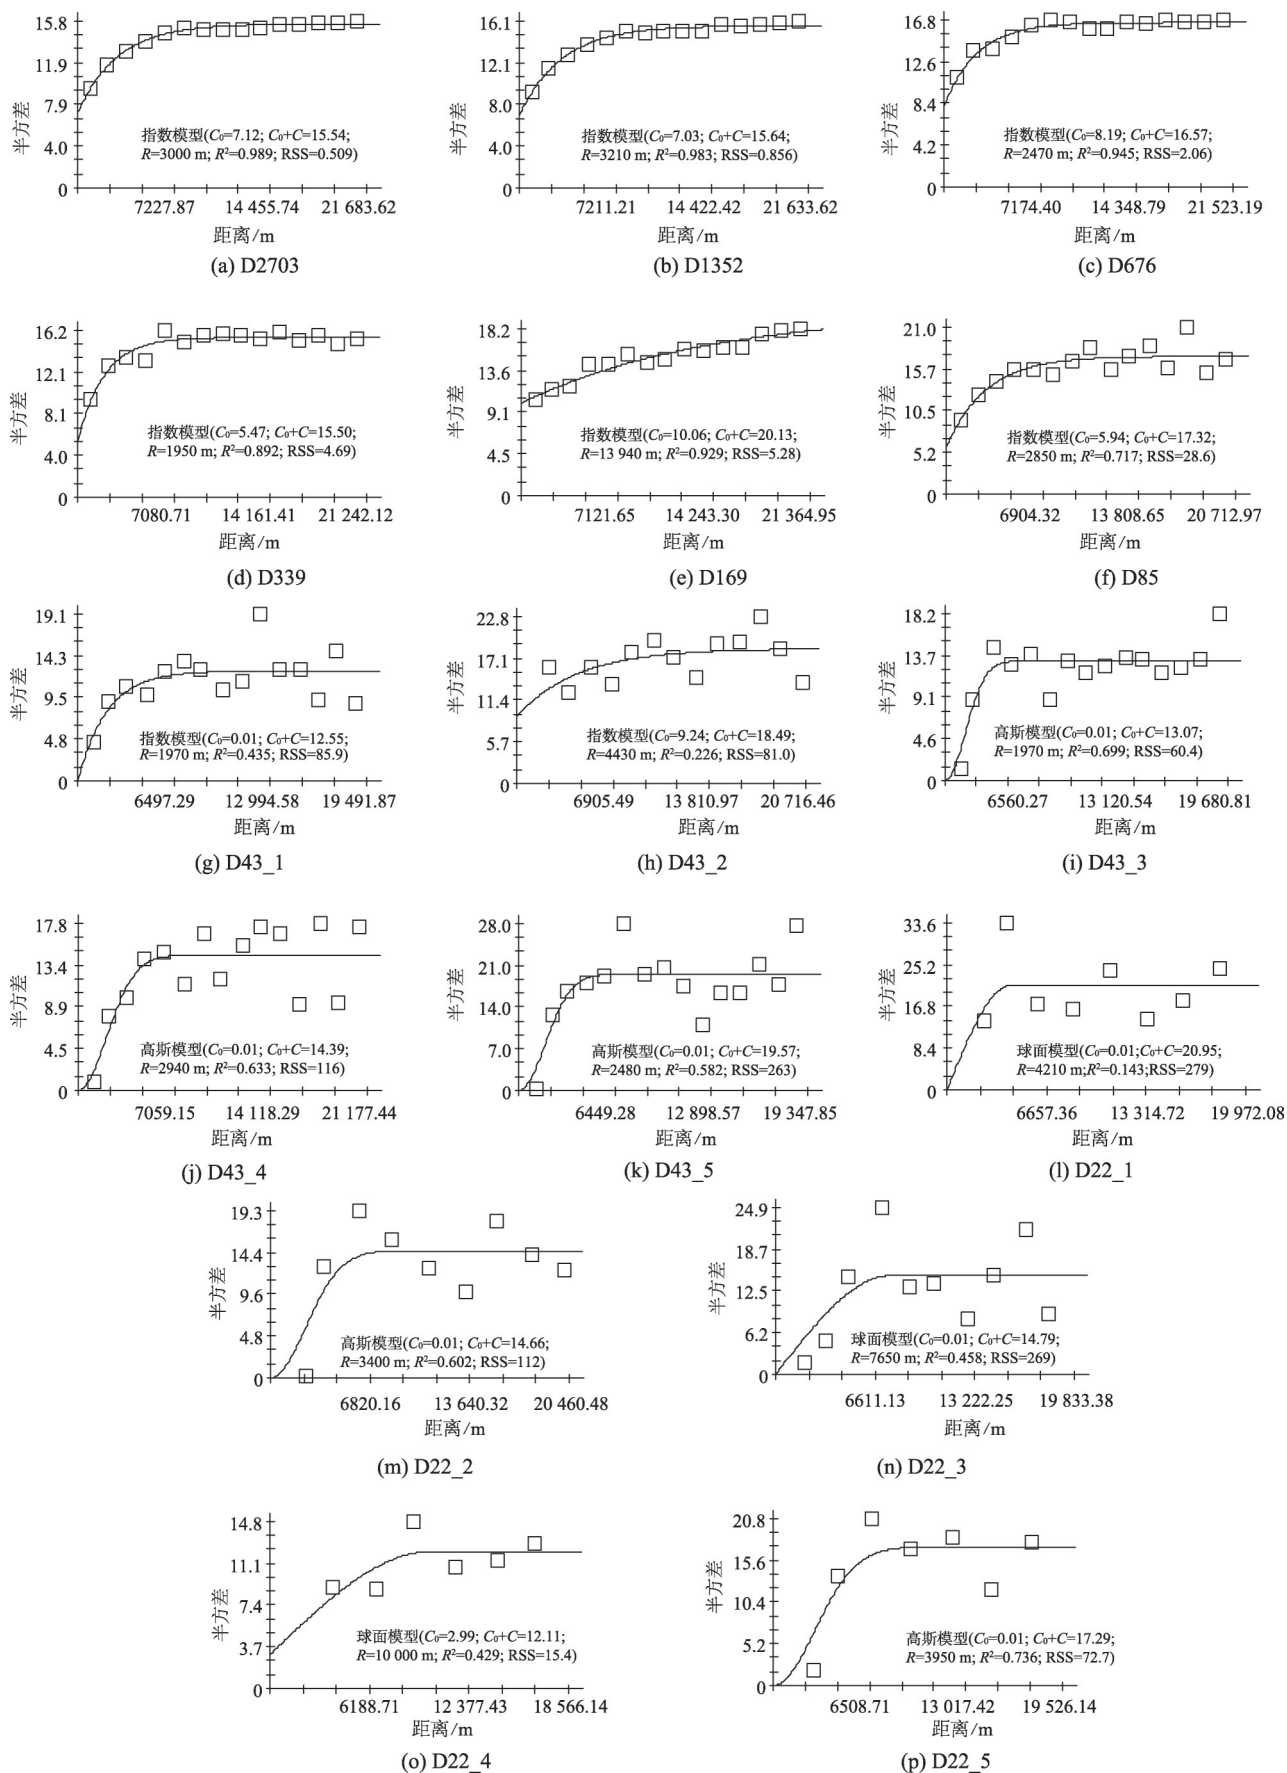 15.8
11.9
7.9
4.0
0
半方差
指数模型(C₀=7.12; C₀+C=15.54;
R=3000 m; R²=0.989; RSS=0.509)
7227.87 14 455.74 21 683.62
距离/m
(a) D2703
16.1
12.1
8.0
4.0
0
半方差
指数模型(C₀=7.03; C₀+C=15.64;
R=3210 m; R²=0.983; RSS=0.856)
7211.21 14 422.42 21 633.62
距离/m
(b) D1352
16.8
12.6
8.4
4.2
0
半方差
指数模型(C₀=8.19; C₀+C=16.57;
R=2470 m; R²=0.945; RSS=2.06)
7174.40 14 348.79 21 523.19
距离/m
(c) D676
16.2
12.1
8.1
4.0
0
半方差
指数模型(C₀=5.47; C₀+C=15.50;
R=1950 m; R²=0.892; RSS=4.69)
7080.71 14 161.41 21 242.12
距离/m
(d) D339
18.2
13.6
9.1
4.5
0
半方差
指数模型(C₀=10.06; C₀+C=20.13;
R=13 940 m; R²=0.929; RSS=5.28)
7121.65 14 243.30 21 364.95
距离/m
(e) D169
21.0
15.7
10.5
5.2
0
半方差
指数模型(C₀=5.94; C₀+C=17.32;
R=2850 m; R²=0.717; RSS=28.6)
6904.32 13 808.65 20 712.97
距离/m
(f) D85
19.1
14.3
9.5
4.8
0
半方差
指数模型(C₀=0.01; C₀+C=12.55;
R=1970 m; R²=0.435; RSS=85.9)
6497.29 12 994.58 19 491.87
距离/m
(g) D43_1
22.8
17.1
11.4
5.7
0
半方差
指数模型(C₀=9.24; C₀+C=18.49;
R=4430 m; R²=0.226; RSS=81.0)
6905.49 13 810.97 20 716.46
距离/m
(h) D43_2
18.2
13.7
9.1
4.6
0
半方差
高斯模型(C₀=0.01; C₀+C=13.07;
R=1970 m; R²=0.699; RSS=60.4)
6560.27 13 120.54 19 680.81
距离/m
(i) D43_3
17.8
13.4
8.9
4.5
0
半方差
高斯模型(C₀=0.01; C₀+C=14.39;
R=2940 m; R²=0.633; RSS=116)
7059.15 14 118.29 21 177.44
距离/m
(j) D43_4
28.0
21.0
14.0
7.0
0
半方差
高斯模型(C₀=0.01; C₀+C=19.57;
R=2480 m; R²=0.582; RSS=263)
6449.28 12 898.57 19 347.85
距离/m
(k) D43_5
33.6
25.2
16.8
8.4
0
半方差
球面模型(C₀=0.01;C₀+C=20.95;
R=4210 m;R²=0.143;RSS=279)
6657.36 13 314.72 19 972.08
距离/m
(l) D22_1
19.3
14.4
9.6
4.8
0
半方差
高斯模型(C₀=0.01; C₀+C=14.66;
R=3400 m; R²=0.602; RSS=112)
6820.16 13 640.32 20 460.48
距离/m
(m) D22_2
24.9
18.7
12.5
6.2
0
半方差
球面模型(C₀=0.01; C₀+C=14.79;
R=7650 m; R²=0.458; RSS=269)
6611.13 13 222.25 19 833.38
距离/m
(n) D22_3
14.8
11.1
7.4
3.7
0
半方差
球面模型(C₀=2.99; C₀+C=12.11;
R=10 000 m; R²=0.429; RSS=15.4)
6188.71 12 377.43 18 566.14
距离/m
(o) D22_4
20.8
15.6
10.4
5.2
0
半方差
高斯模型(C₀=0.01; C₀+C=17.29;
R=3950 m; R²=0.736; RSS=72.7)
6508.71 13 017.42 19 526.14
距离/m
(p) D22_5